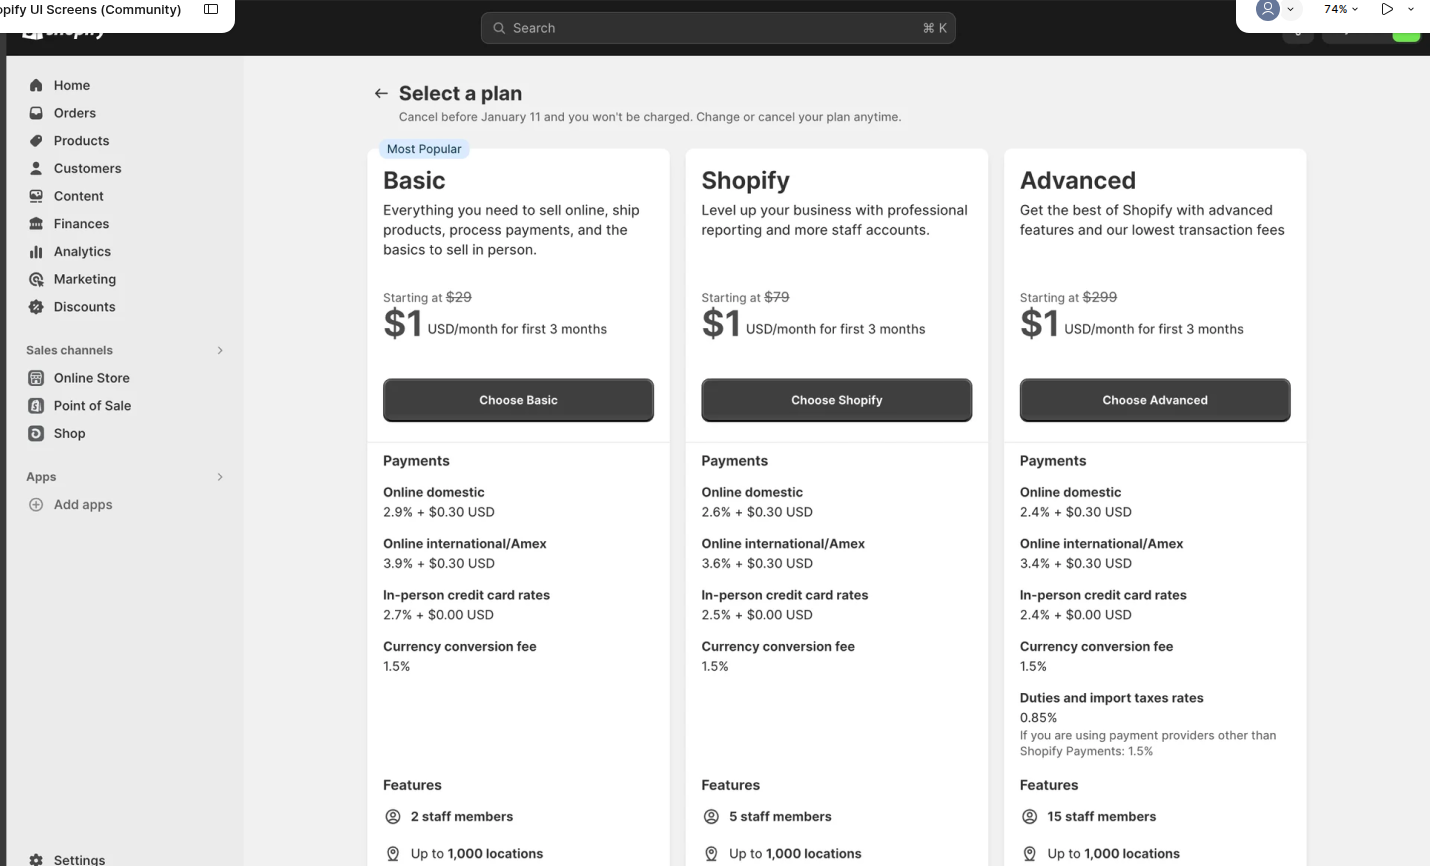 opify UI Screens (Community)
74%
Search
⌘ K
Home
Orders
Products
Customers
Content
Finances
Analytics
Marketing
Discounts
Sales channels
Online Store
Point of Sale
Shop
Apps
Add apps
Settings
Select a plan
Cancel before January 11 and you won't be charged. Change or cancel your plan anytime.
Most Popular
Basic
Everything you need to sell online, ship
products, process payments, and the
basics to sell in person.
Starting at $29
$1 USD/month for first 3 months
Choose Basic
Payments
Online domestic
2.9% + $0.30 USD
Online international/Amex
3.9% + $0.30 USD
In-person credit card rates
2.7% + $0.00 USD
Currency conversion fee
1.5%
Features
2 staff members
Up to 1,000 locations
Shopify
Level up your business with professional
reporting and more staff accounts.
Starting at $79
$1 USD/month for first 3 months
Choose Shopify
Payments
Online domestic
2.6% + $0.30 USD
Online international/Amex
3.6% + $0.30 USD
In-person credit card rates
2.5% + $0.00 USD
Currency conversion fee
1.5%
Features
5 staff members
Up to 1,000 locations
Advanced
Get the best of Shopify with advanced
features and our lowest transaction fees
Starting at $299
$1 USD/month for first 3 months
Choose Advanced
Payments
Online domestic
2.4% + $0.30 USD
Online international/Amex
3.4% + $0.30 USD
In-person credit card rates
2.4% + $0.00 USD
Currency conversion fee
1.5%
Duties and import taxes rates
0.85%
If you are using payment providers other than
Shopify Payments: 1.5%
Features
15 staff members
Up to 1,000 locations